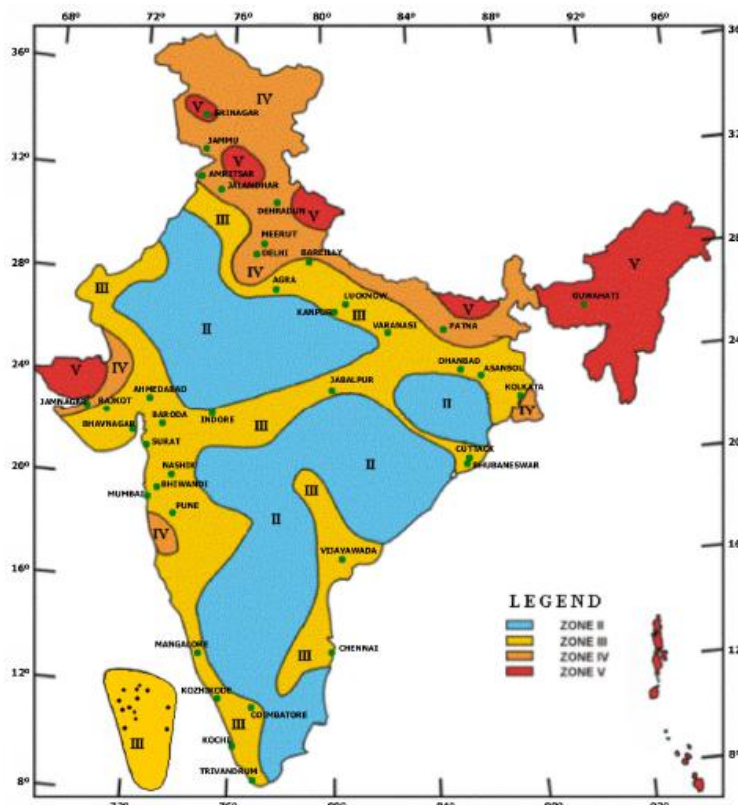 68° 72° 76° 80° 84° 88° 92° 96°
36°
32°
28°
24°
20°
16°
12°
8°
IV
V
SRINAGAR
JAMMU
V
AMRITSAR
JALANDHAR
DEHRADUN
V
III
MEERUT
DELHI
BAREILLY
IV
AGRA
V
III
LUCKNOW
KANPUR
III
V
GUWAHATI
II
VARANASI
PATNA
DHANBAD
ASANSOL
V
IV
JABALPUR
KOLKATA
AHMEDABAD
JAMNAGAR
RAJKOT
II
IV
BARODA
INDORE
III
BHAVNAGAR
SURAT
CUTTACK
BHUBANESWAR
NASHIK
II
BHIWANDI
III
MUMBAI
PUNE
II
IV
VIJAYAWADA
LEGEND
ZONE II
ZONE III
ZONE IV
ZONE V
MANGALORE
III
CHENNAI
KOZHIKODE
COIMBATORE
III
KOCHI
III
TRIVANDRUM